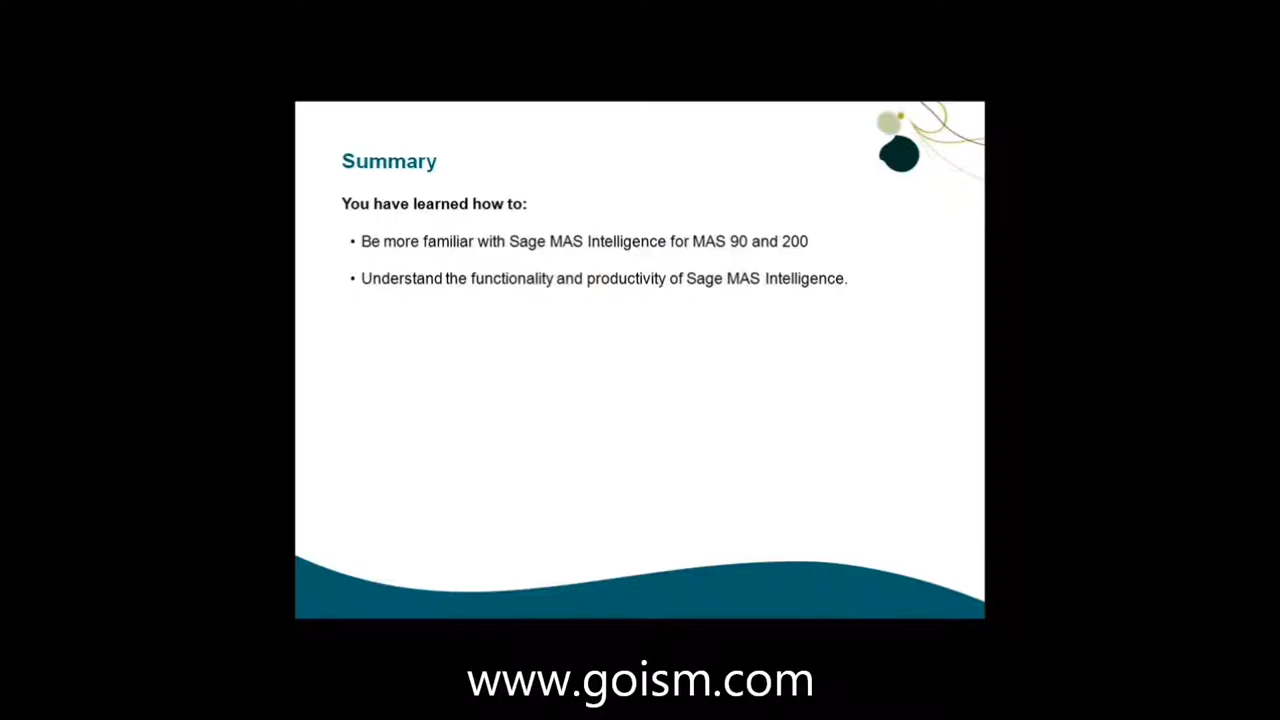 Summary
You have learned how to:
• Be more familiar with Sage MAS Intelligence for MAS 90 and 200
• Understand the functionality and productivity of Sage MAS Intelligence.
www.goism.com